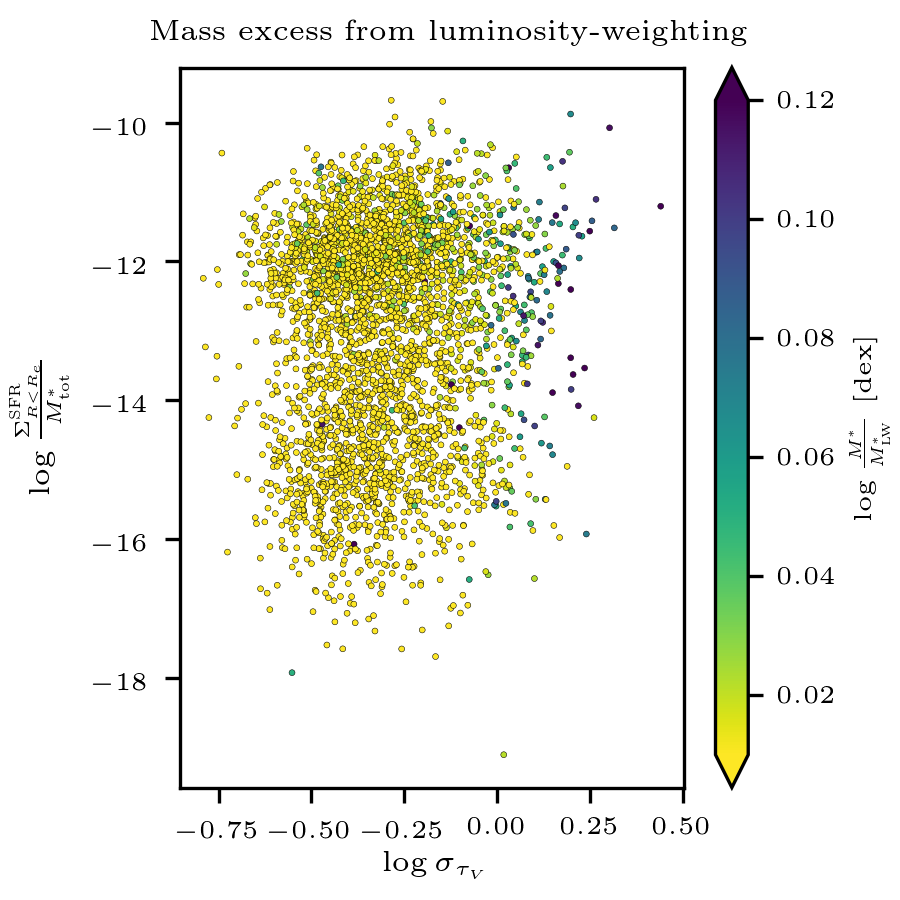 Mass excess from luminosity-weighting
−10
−12
−14
−16
−18
log Σ^SFR_{R<R_e} / M^*_tot
−0.75 −0.50 −0.25 0.00 0.25 0.50
log σ_{τ_V}
0.12
0.10
0.08
0.06
0.04
0.02
log M^* / M^*_LW [dex]